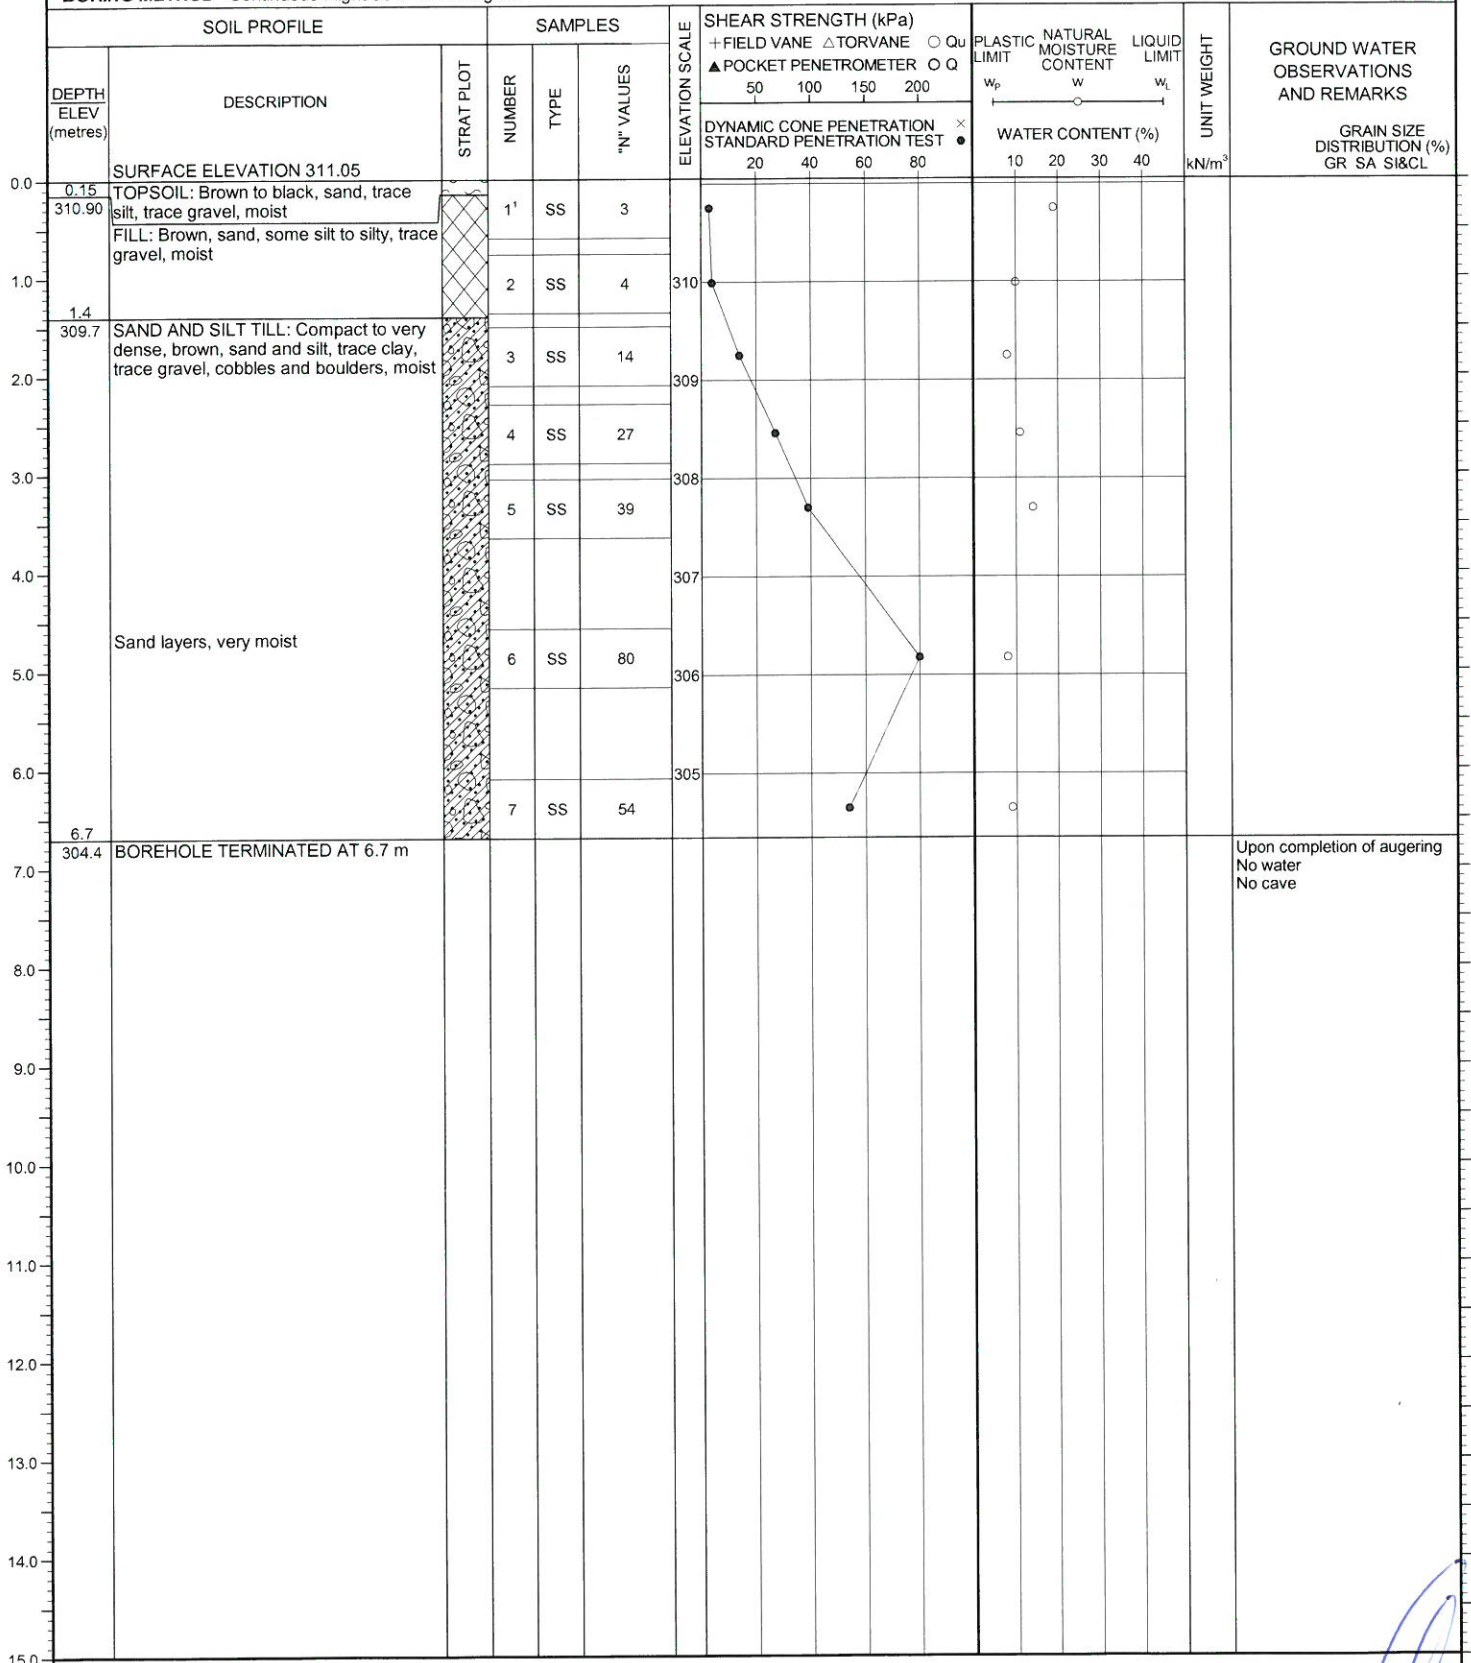 SOIL PROFILE
SAMPLES
DEPTH
ELEV
(metres)
DESCRIPTION
STRAT PLOT
NUMBER
TYPE
"N" VALUES
ELEVATION SCALE
SHEAR STRENGTH (kPa)
+FIELD VANE △TORVANE ○ Qu
▲POCKET PENETROMETER O Q
50 100 150 200
DYNAMIC CONE PENETRATION ×
STANDARD PENETRATION TEST ●
20 40 60 80
PLASTIC LIMIT
NATURAL MOISTURE CONTENT
LIQUID LIMIT
wP w wL
WATER CONTENT (%)
10 20 30 40
UNIT WEIGHT
kN/m³
GROUND WATER
OBSERVATIONS
AND REMARKS
GRAIN SIZE
DISTRIBUTION (%)
GR SA SI&CL
SURFACE ELEVATION 311.05
0.0
0.15
310.90
TOPSOIL: Brown to black, sand, trace
silt, trace gravel, moist
1¹ SS 3
FILL: Brown, sand, some silt to silty, trace
gravel, moist
1.0
2 SS 4
310
1.4
309.7
SAND AND SILT TILL: Compact to very
dense, brown, sand and silt, trace clay,
trace gravel, cobbles and boulders, moist
3 SS 14
2.0
309
4 SS 27
3.0
308
5 SS 39
4.0
307
Sand layers, very moist
6 SS 80
5.0
306
6.0
305
7 SS 54
6.7
304.4
BOREHOLE TERMINATED AT 6.7 m
Upon completion of augering
No water
No cave
7.0
8.0
9.0
10.0
11.0
12.0
13.0
14.0
15.0